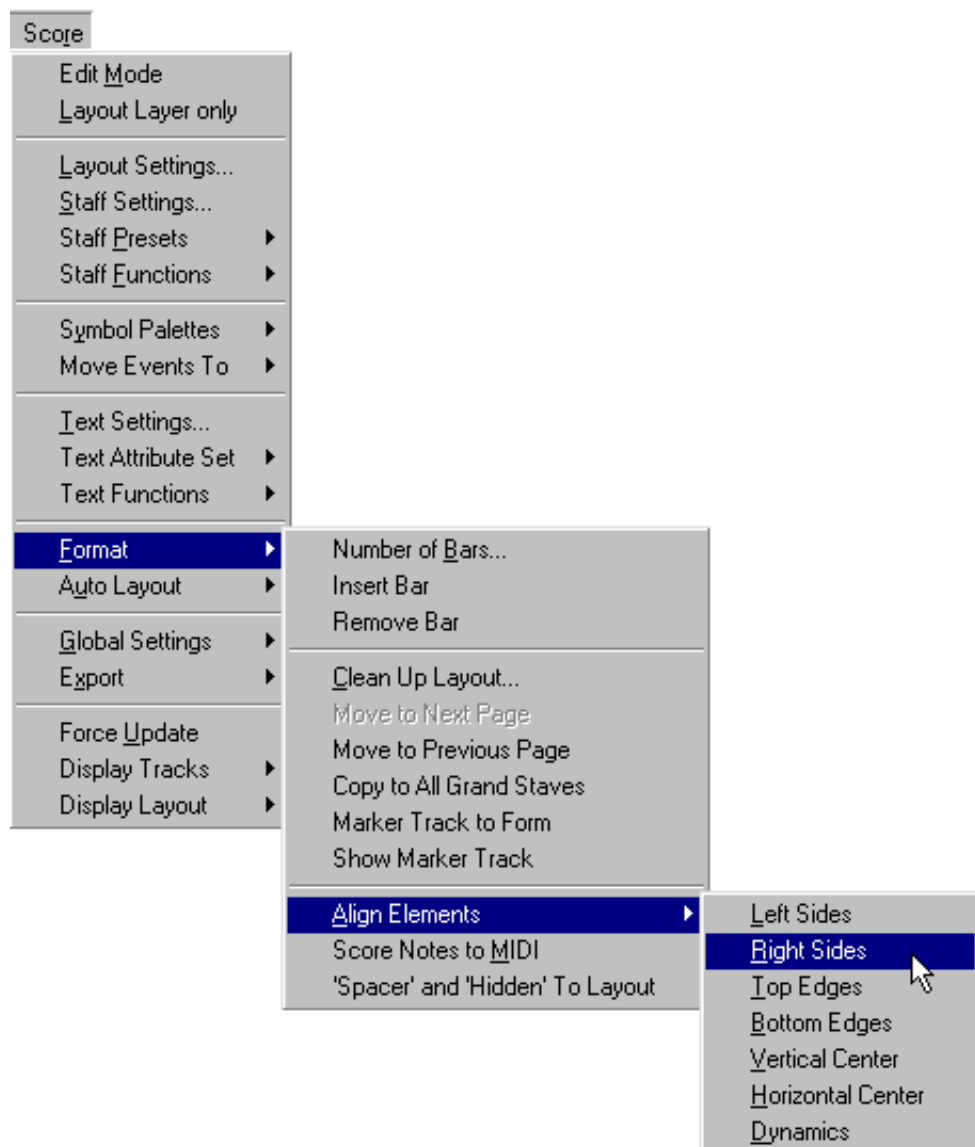 Score
Edit Mode
Layout Layer only
Layout Settings...
Staff Settings...
Staff Presets
Staff Functions
Symbol Palettes
Move Events To
Text Settings...
Text Attribute Set
Text Functions
Format
Auto Layout
Global Settings
Export
Force Update
Display Tracks
Display Layout
Number of Bars...
Insert Bar
Remove Bar
Clean Up Layout...
Move to Next Page
Move to Previous Page
Copy to All Grand Staves
Marker Track to Form
Show Marker Track
Align Elements
Score Notes to MIDI
'Spacer' and 'Hidden' To Layout
Left Sides
Right Sides
Top Edges
Bottom Edges
Vertical Center
Horizontal Center
Dynamics